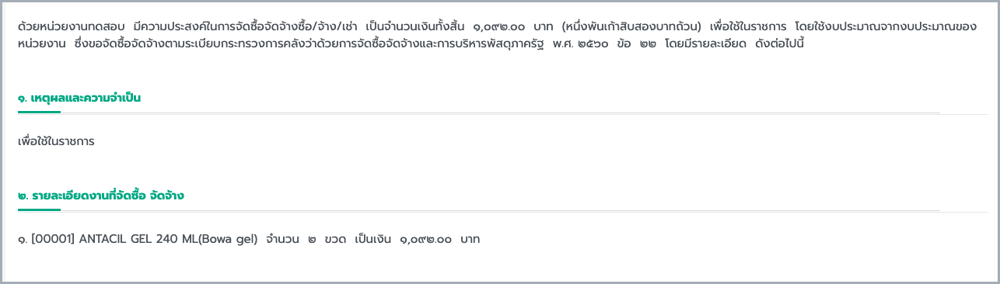 ด้วยหน่วยงานทดสอบ มีความประสงค์ในการจัดซื้อจัดจ้างซื้อ/จ้าง/เช่า เป็นจำนวนเงินทั้งสิ้น ๑,๐๙๒.๐๐ บาท (หนึ่งพันเก้าสิบสองบาทถ้วน) เพื่อใช้ในราชการ โดยใช้งบประมาณจากงบประมาณของ
หน่วยงาน ซึ่งขอจัดซื้อจัดจ้างตามระเบียบกระทรวงการคลังว่าด้วยการจัดซื้อจัดจ้างและการบริหารพัสดุภาครัฐ พ.ศ. ๒๕๖๐ ข้อ ๒๒ โดยมีรายละเอียด ดังต่อไปนี้
๑. เหตุผลและความจำเป็น
เพื่อใช้ในราชการ
๒. รายละเอียดงานที่จัดซื้อ จัดจ้าง
๑. [00001] ANTACIL GEL 240 ML(Bowa gel) จำนวน ๒ ขวด เป็นเงิน ๑,๐๙๒.๐๐ บาท